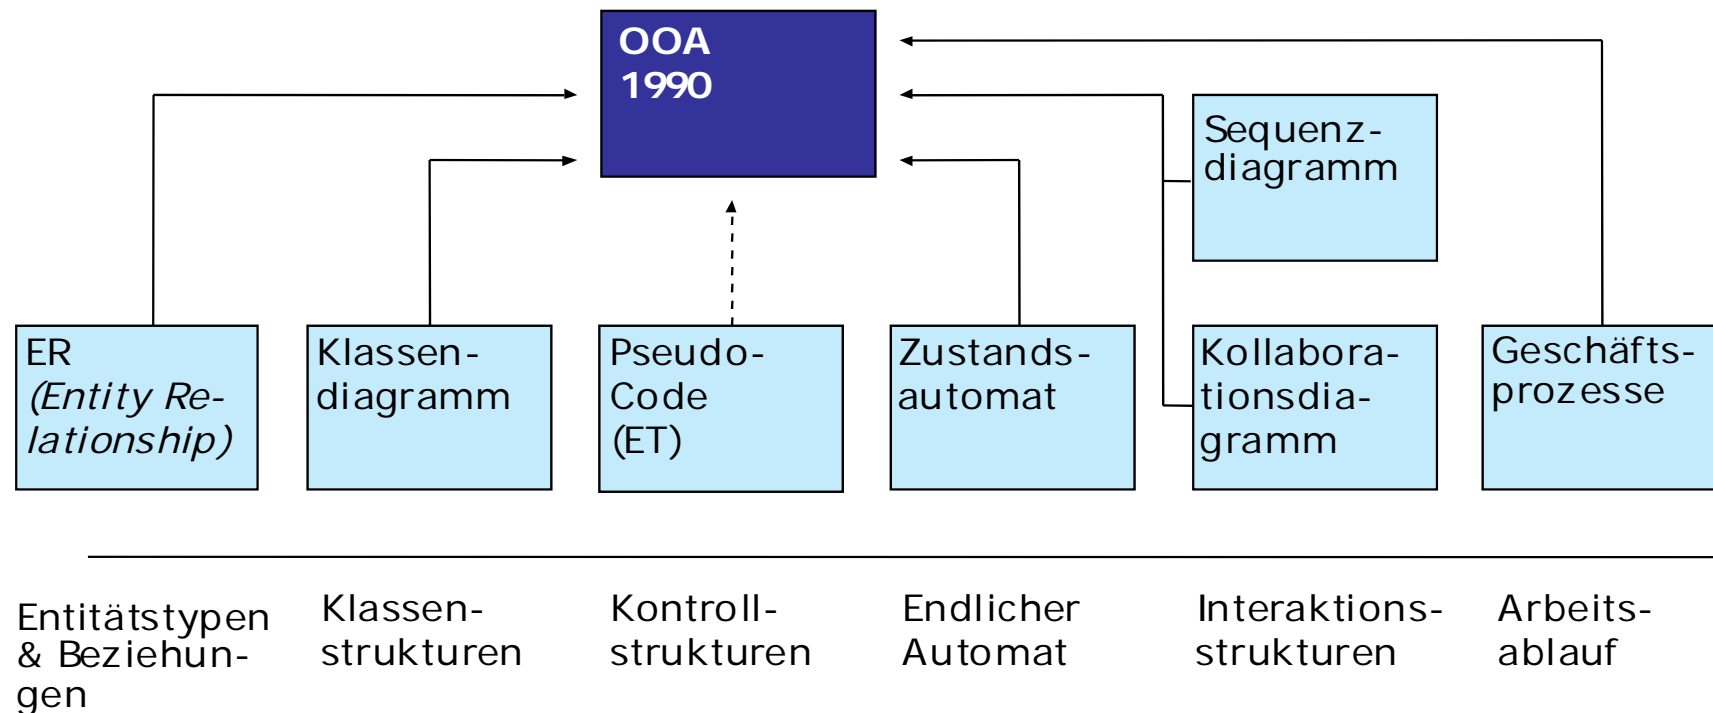 OOA
1990
Sequenz-
diagramm
ER
(Entity Re-
lationship)
Klassen-
diagramm
Pseudo-
Code
(ET)
Zustands-
automat
Kollabora-
tionsdia-
gramm
Geschäfts-
prozesse
Entitätstypen
& Beziehun-
gen
Klassen-
strukturen
Kontroll-
strukturen
Endlicher
Automat
Interaktions-
strukturen
Arbeits-
ablauf